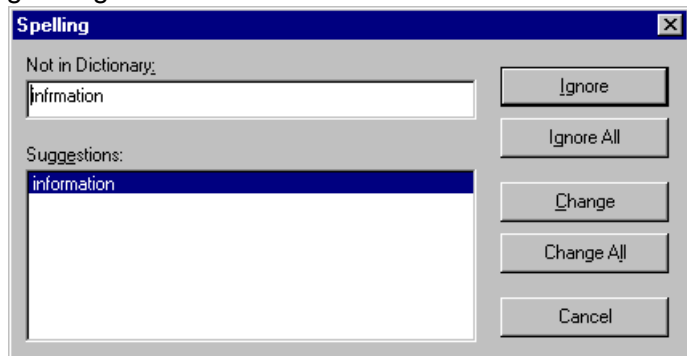 Spelling
Not in Dictionary:
infrmation
Ignore
Ignore All
Suggestions:
information
Change
Change All
Cancel